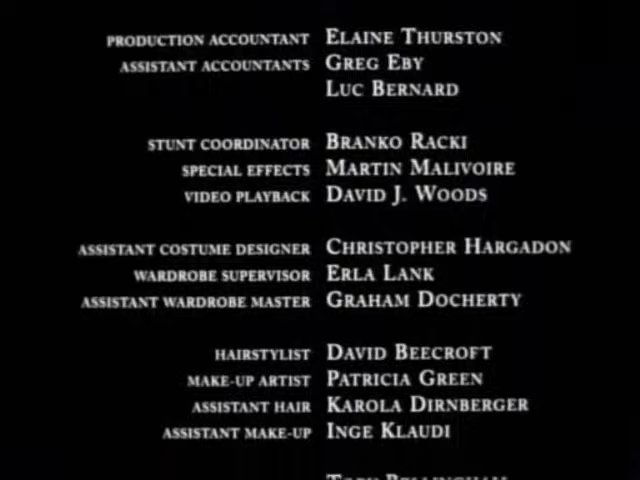 PRODUCTION ACCOUNTANT ELAINE THURSTON
ASSISTANT ACCOUNTANTS GREG EBY
LUC BERNARD
STUNT COORDINATOR BRANKO RACKI
SPECIAL EFFECTS MARTIN MALIVOIRE
VIDEO PLAYBACK DAVID J. WOODS
ASSISTANT COSTUME DESIGNER CHRISTOPHER HARGADON
WARDROBE SUPERVISOR ERLA LANK
ASSISTANT WARDROBE MASTER GRAHAM DOCHERTY
HAIRSTYLIST DAVID BEECROFT
MAKE-UP ARTIST PATRICIA GREEN
ASSISTANT HAIR KAROLA DIRNBERGER
ASSISTANT MAKE-UP INGE KLAUDI